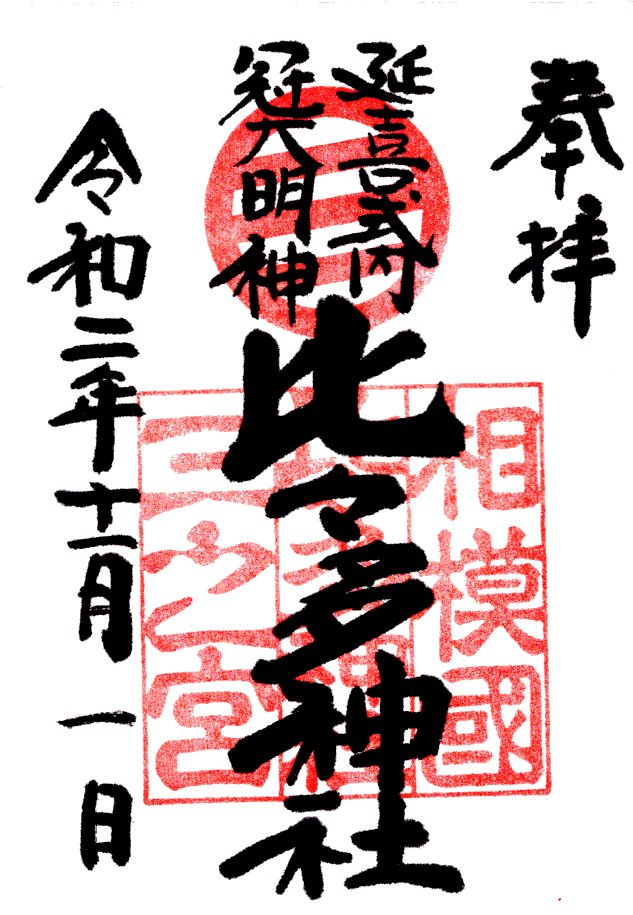 奉拝
延喜式内
冠大明神
比々多神社
令和二年十一月一日
三
相模國
三之宮